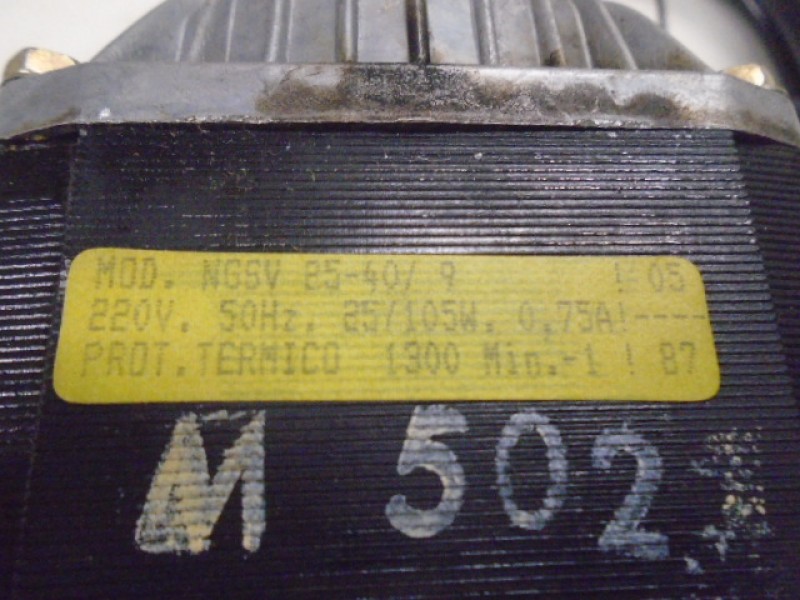 MOD. NGSV 25-40/ 9 !-05
220V. 50Hz. 25/105W. 0,75A!----
PROT.TERMICO 1300 Min.-1 ! 87
M 502